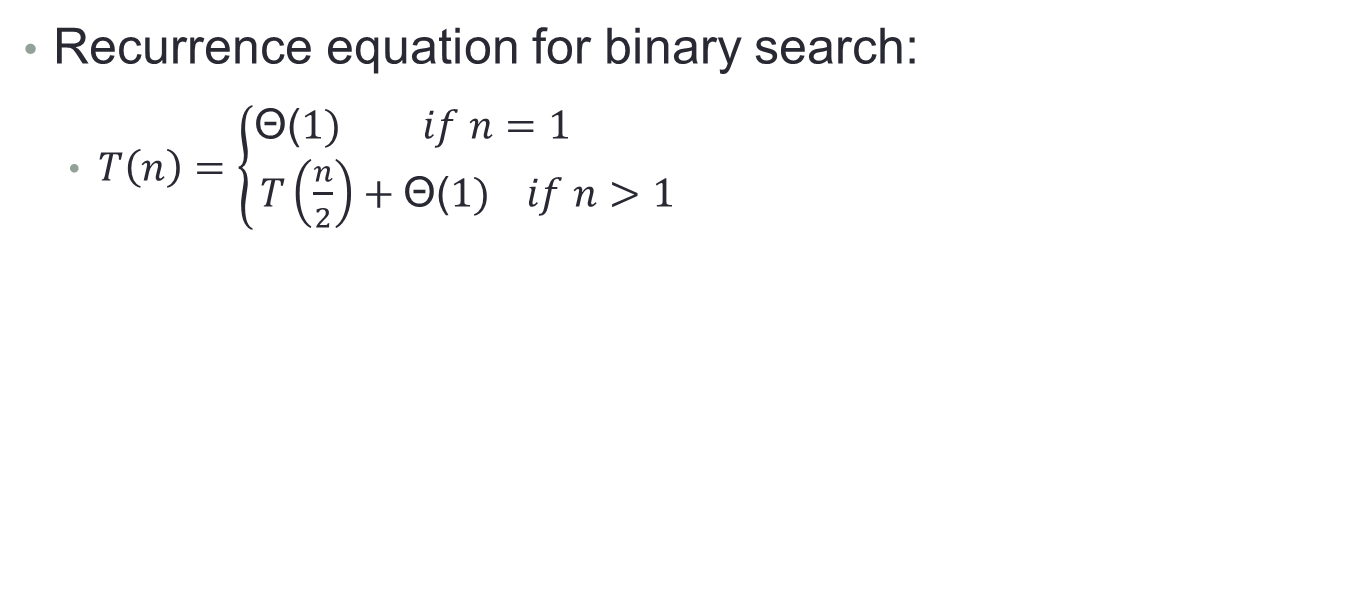 • Recurrence equation for binary search:
• T(n) = { Θ(1) if n = 1
T(n/2) + Θ(1) if n > 1